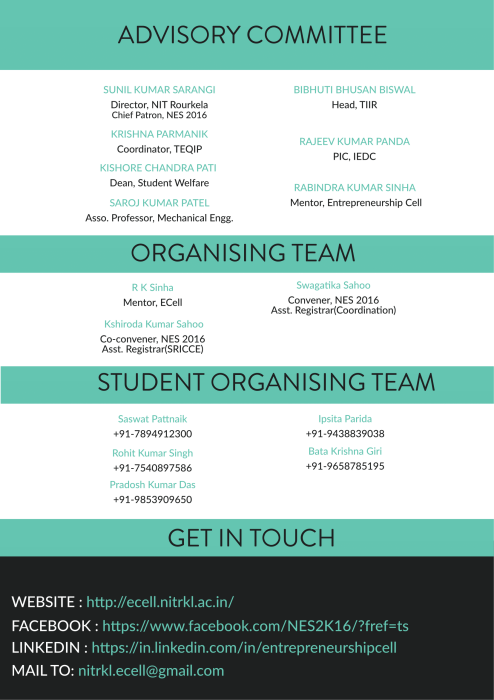 ADVISORY COMMITTEE
SUNIL KUMAR SARANGI
Director, NIT Rourkela
Chief Patron, NES 2016
KRISHNA PARMANIK
Coordinator, TEQIP
KISHORE CHANDRA PATI
Dean, Student Welfare
SAROJ KUMAR PATEL
Asso. Professor, Mechanical Engg.
BIBHUTI BHUSAN BISWAL
Head, TIIR
RAJEEV KUMAR PANDA
PIC, IEDC
RABINDRA KUMAR SINHA
Mentor, Entrepreneurship Cell
ORGANISING TEAM
R K Sinha
Mentor, ECell
Kshiroda Kumar Sahoo
Co-convener, NES 2016
Asst. Registrar(SRICCE)
Swagatika Sahoo
Convener, NES 2016
Asst. Registrar(Coordination)
STUDENT ORGANISING TEAM
Saswat Pattnaik
+91-7894912300
Rohit Kumar Singh
+91-7540897586
Pradosh Kumar Das
+91-9853909650
Ipsita Parida
+91-9438839038
Bata Krishna Giri
+91-9658785195
GET IN TOUCH
WEBSITE : http://ecell.nitrkl.ac.in/
FACEBOOK : https://www.facebook.com/NES2K16/?fref=ts
LINKEDIN : https://in.linkedin.com/in/entrepreneurshipcell
MAIL TO: nitrkl.ecell@gmail.com